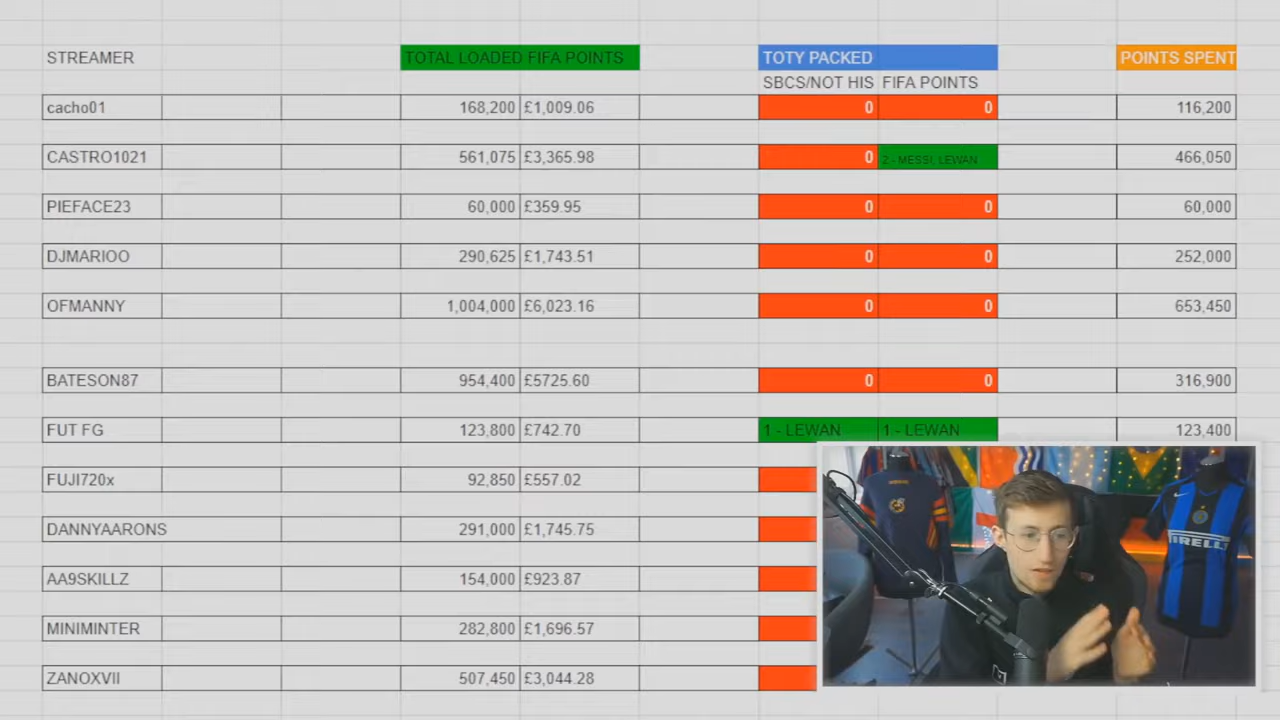 STREAMER TOTAL LOADED FIFA POINTS TOTY PACKED POINTS SPENT
SBCS/NOT HIS FIFA POINTS
cacho01 168,200 £1,009.06 0 0 116,200
CASTRO1021 561,075 £3,365.98 0 2 - MESSI, LEWAN 466,050
PIEFACE23 60,000 £359.95 0 0 60,000
DJMARIOO 290,625 £1,743.51 0 0 252,000
OFMANNY 1,004,000 £6,023.16 0 0 653,450
BATESON87 954,400 £5725.60 0 0 316,900
FUT FG 123,800 £742.70 1 - LEWAN 1 - LEWAN 123,400
FUJI720x 92,850 £557.02
DANNYAARONS 291,000 £1,745.75
AA9SKILLZ 154,000 £923.87
MINIMINTER 282,800 £1,696.57
ZANOXVII 507,450 £3,044.28
PIRELLI